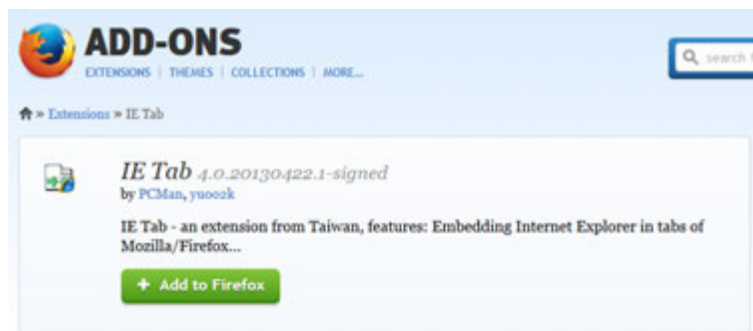 ADD-ONS
EXTENSIONS | THEMES | COLLECTIONS | MORE...
search
» Extensions » IE Tab
IE Tab 4.0.20130422.1-signed
by PCMan, yuoo2k
IE Tab - an extension from Taiwan, features: Embedding Internet Explorer in tabs of
Mozilla/Firefox...
+ Add to Firefox